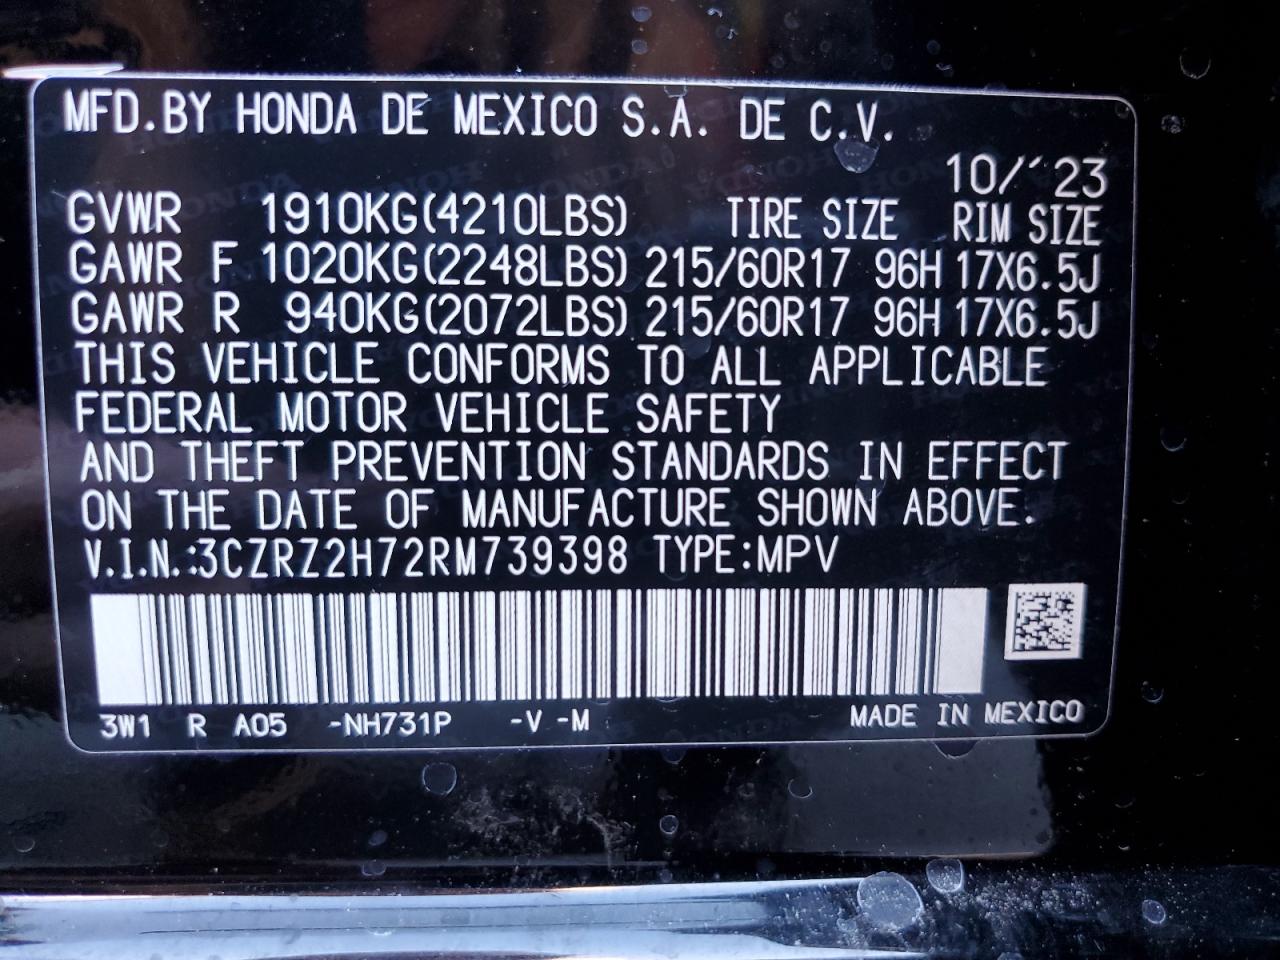 MFD.BY HONDA DE MEXICO S.A. DE C.V.
10/ 23
GVWR 1910KG(4210LBS) TIRE SIZE RIM SIZE
GAWR F 1020KG(2248LBS) 215/60R17 96H 17X6.5J
GAWR R 940KG(2072LBS) 215/60R17 96H 17X6.5J
THIS VEHICLE CONFORMS TO ALL APPLICABLE
FEDERAL MOTOR VEHICLE SAFETY
AND THEFT PREVENTION STANDARDS IN EFFECT
ON THE DATE OF MANUFACTURE SHOWN ABOVE.
V.I.N.:3CZRZ2H72RM739398 TYPE:MPV
3W1 R A05 -NH731P -V -M MADE IN MEXICO